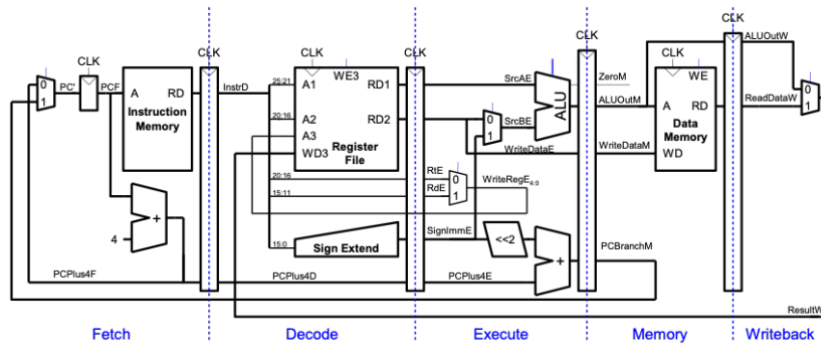 CLK CLK CLK CLK CLK
ALUOutW
CLK CLK CLK
0
1
PC' PCF
A RD
Instruction
Memory
InstrD
25:21
A1
WE3
RD1
SrcAE
ZeroM
WE
20:16
A2
RD2
0
1
SrcBE
ALU
ALUOutM
A RD
Data
Memory
ReadDataW
0
1
A3
WD3
Register
File
WriteDataE
WriteDataM
WD
20:16
RtE
0
15:11
RdE
1
WriteRegE4:0
+
4
15:0
Sign Extend
SignImmE
<<2
+
PCBranchM
PCPlus4F
PCPlus4D
PCPlus4E
ResultW
Fetch Decode Execute Memory Writeback